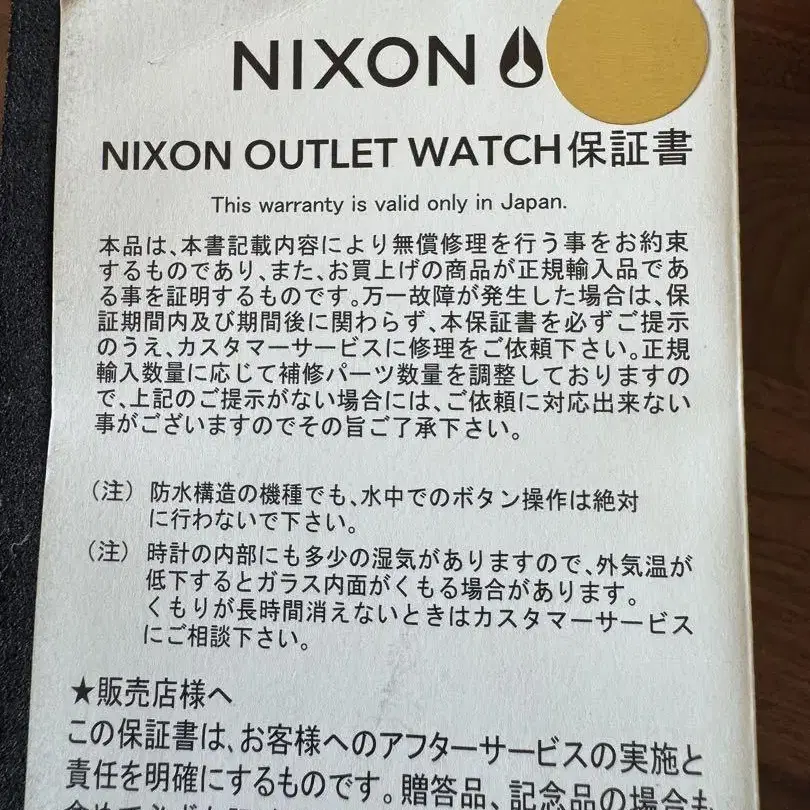 NIXON
NIXON OUTLET WATCH保証書
This warranty is valid only in Japan.
本品は、本書記載内容により無償修理を行う事をお約束
するものであり、また、お買上げの商品が正規輸入品であ
る事を証明するものです。万一故障が発生した場合は、保
証期間内及び期間後に関わらず、本保証書を必ずご提示
のうえ、カスタマーサービスに修理をご依頼下さい。正規
輸入数量に応じて補修パーツ数量を調整しておりますの
で、上記のご提示がない場合には、ご依頼に対応出来ない
事がございますのでその旨ご了承下さい。
（注）防水構造の機種でも、水中でのボタン操作は絶対
に行わないで下さい。
（注）時計の内部にも多少の湿気がありますので、外気温が
低下するとガラス内面がくもる場合があります。
くもりが長時間消えないときはカスタマーサービス
にご相談下さい。
★販売店様へ
この保証書は、お客様へのアフターサービスの実施と
責任を明確にするものです。贈答品、記念品の場合も